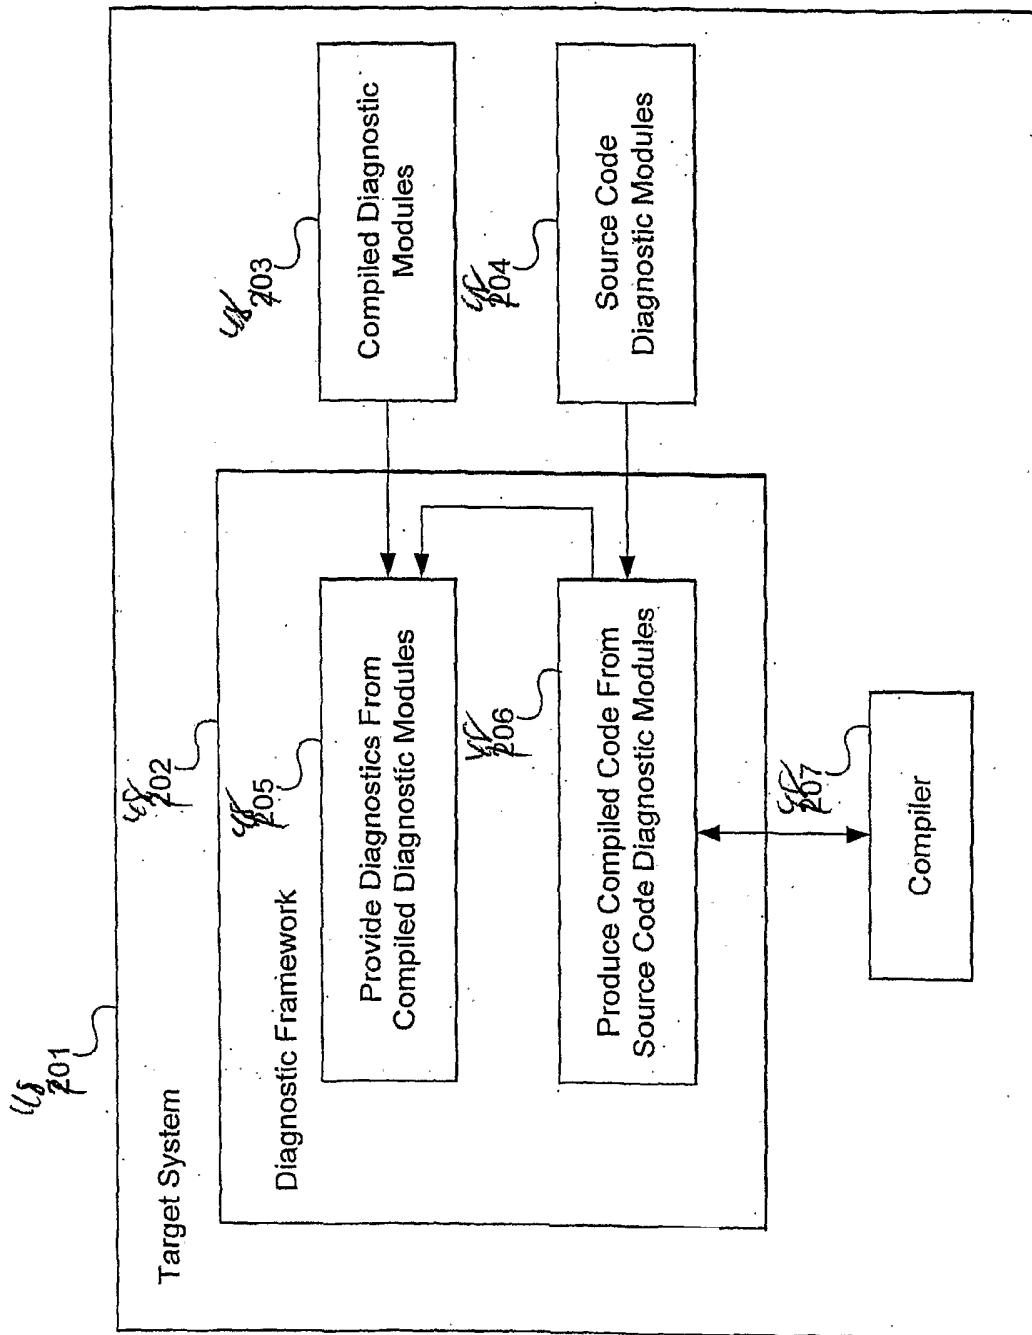 201
Target System
202
Diagnostic Framework
205
203
Provide Diagnostics From
Compiled Diagnostic Modules
Compiled Diagnostic
Modules
206
204
Produce Compiled Code From
Source Code Diagnostic Modules
Source Code
Diagnostic Modules
207
Compiler